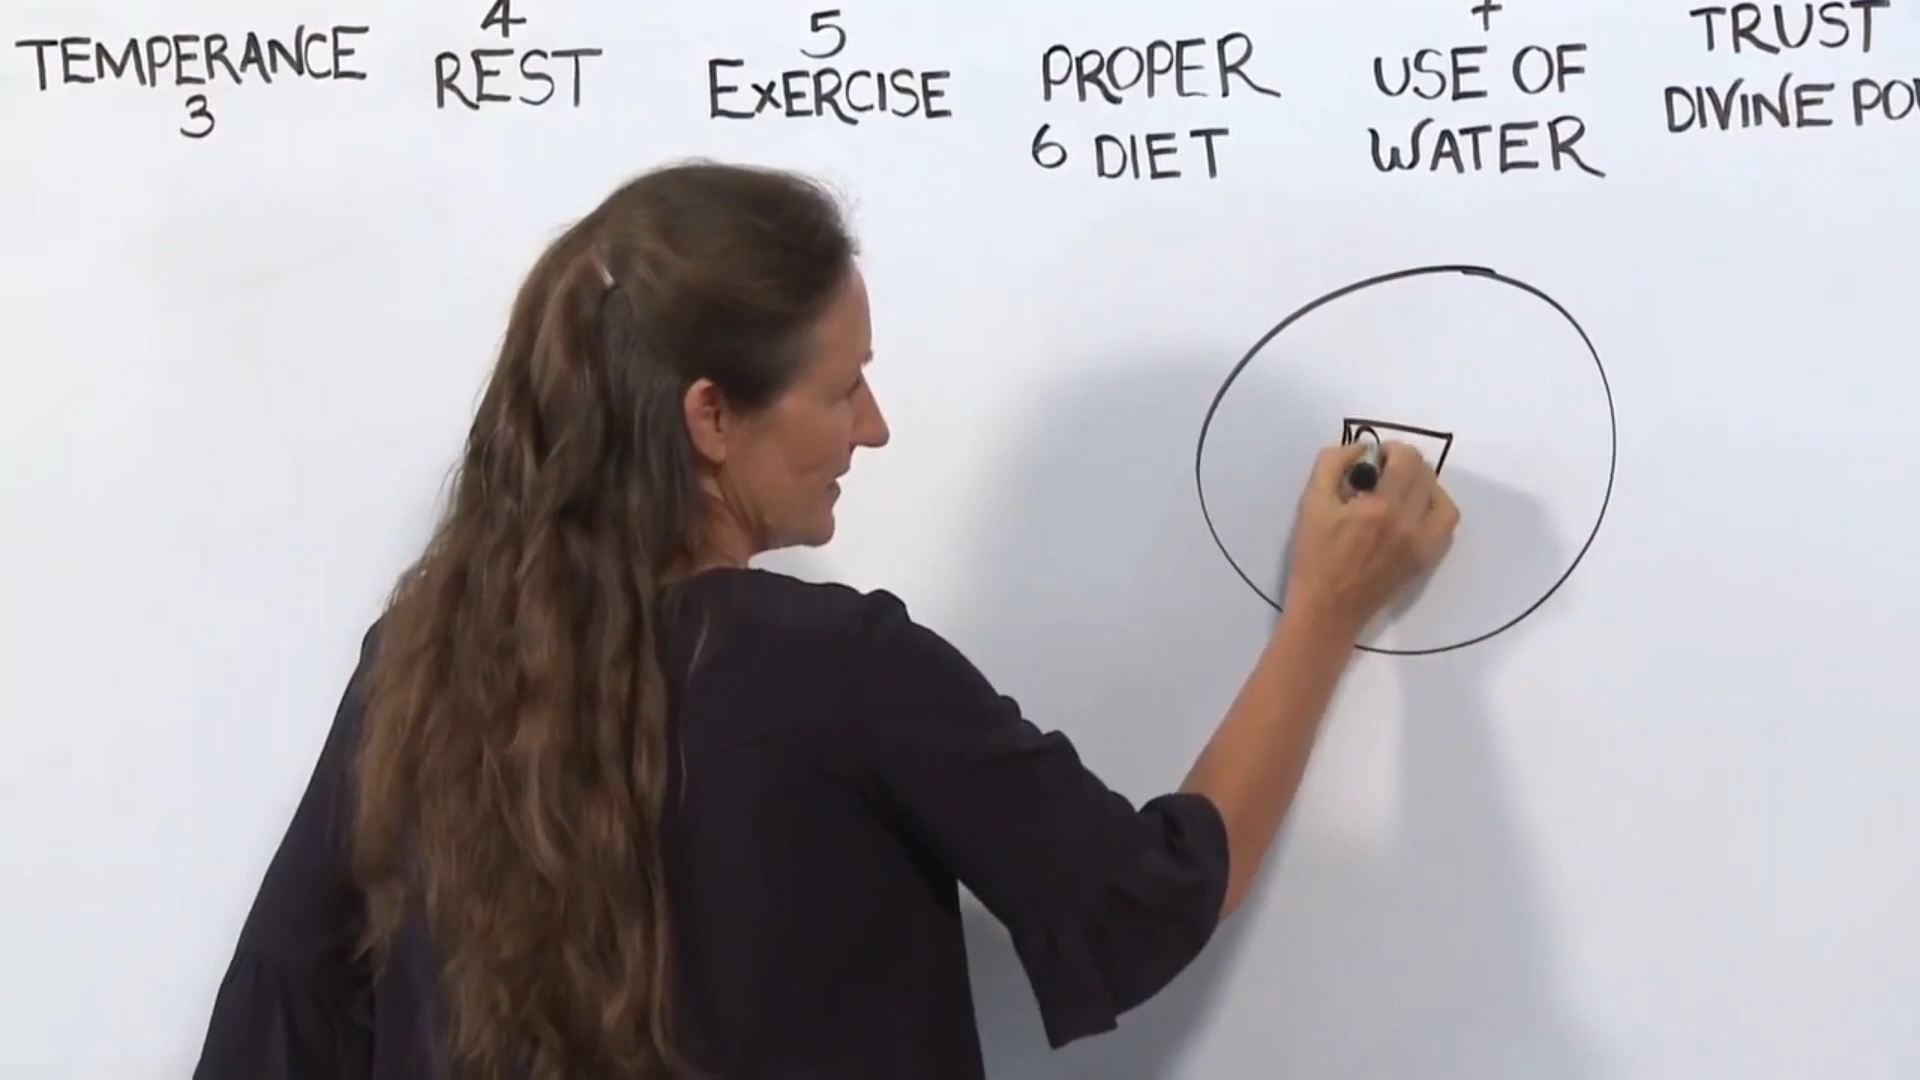 TEMPERANCE
3
4
REST
5
EXERCISE
PROPER
6 DIET
USE OF
WATER
TRUST
DIVINE